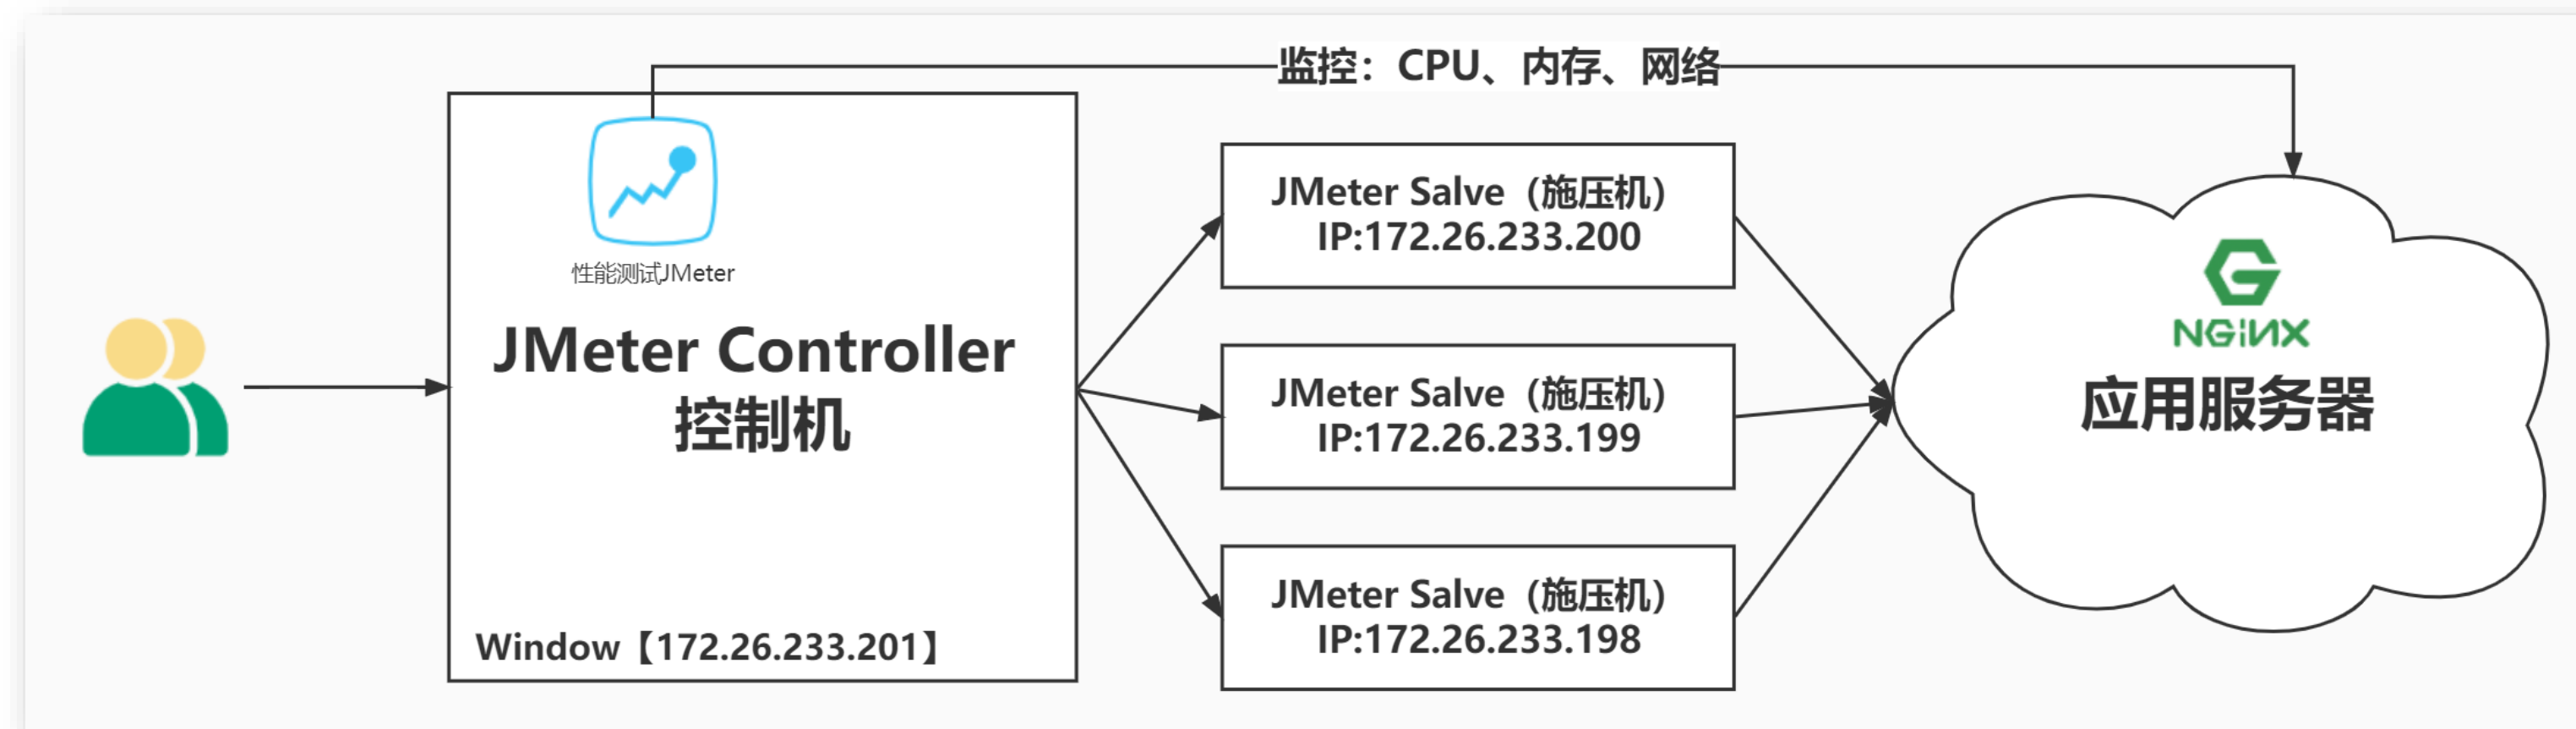 监控：CPU、内存、网络
性能测试JMeter
JMeter Controller
控制机
Window【172.26.233.201】
JMeter Salve（施压机）
IP:172.26.233.200
JMeter Salve（施压机）
IP:172.26.233.199
JMeter Salve（施压机）
IP:172.26.233.198
NGiNX
应用服务器